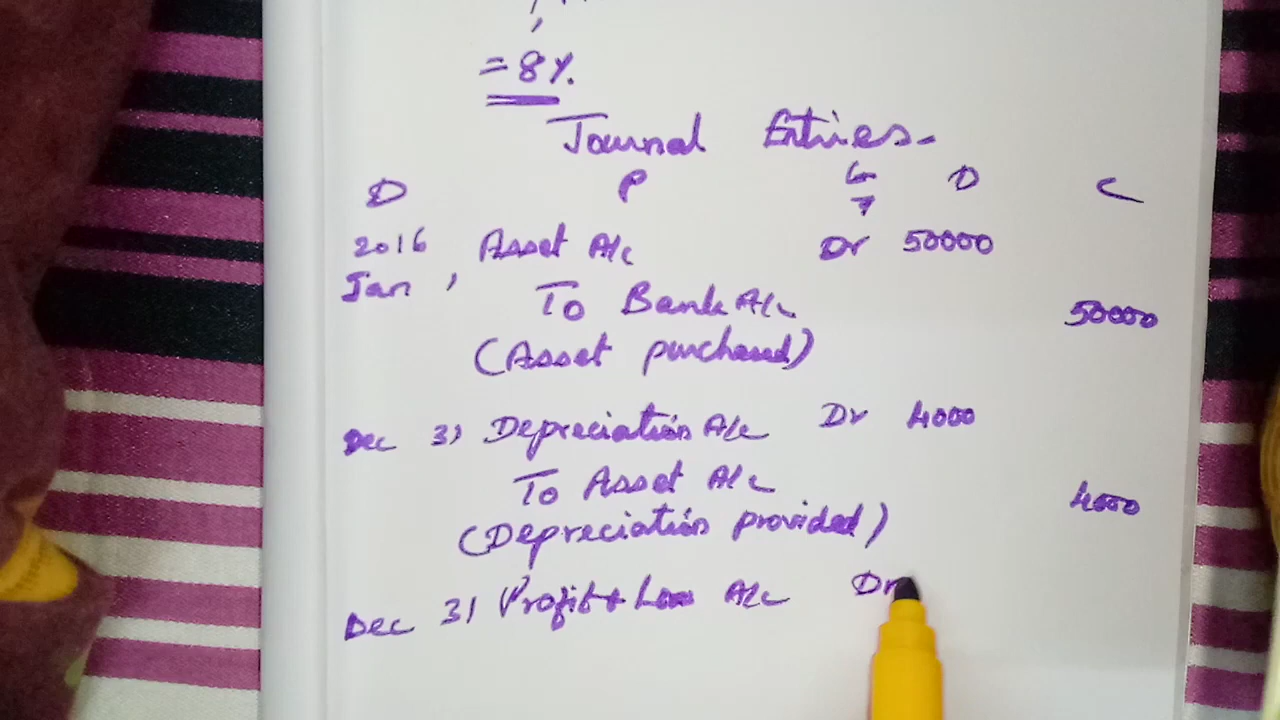 = 8%.
Journal Entries.
D P D C
2016 Asset A/c Dr 50000
Jan 1
To Bank A/c 50000
(Asset purchased)
Dec 31 Depreciation A/c Dr 4000
To Asset A/c 4000
(Depreciation provided)
Dec 31 Profit + Loss A/c Dr